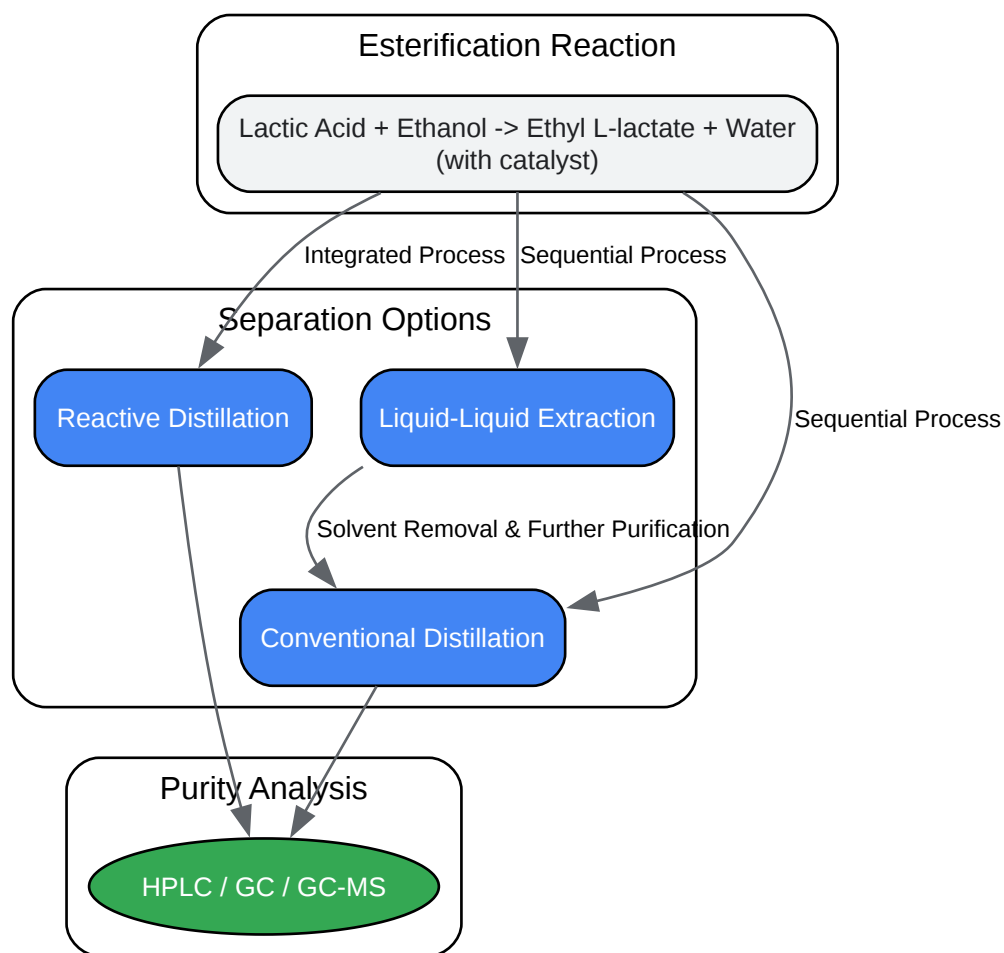 Esterification Reaction
Lactic Acid + Ethanol -> Ethyl L-lactate + Water
(with catalyst)
Integrated Process
Sequential Process
Separation Options
Reactive Distillation
Liquid-Liquid Extraction
Sequential Process
Solvent Removal & Further Purification
Conventional Distillation
Purity Analysis
HPLC / GC / GC-MS